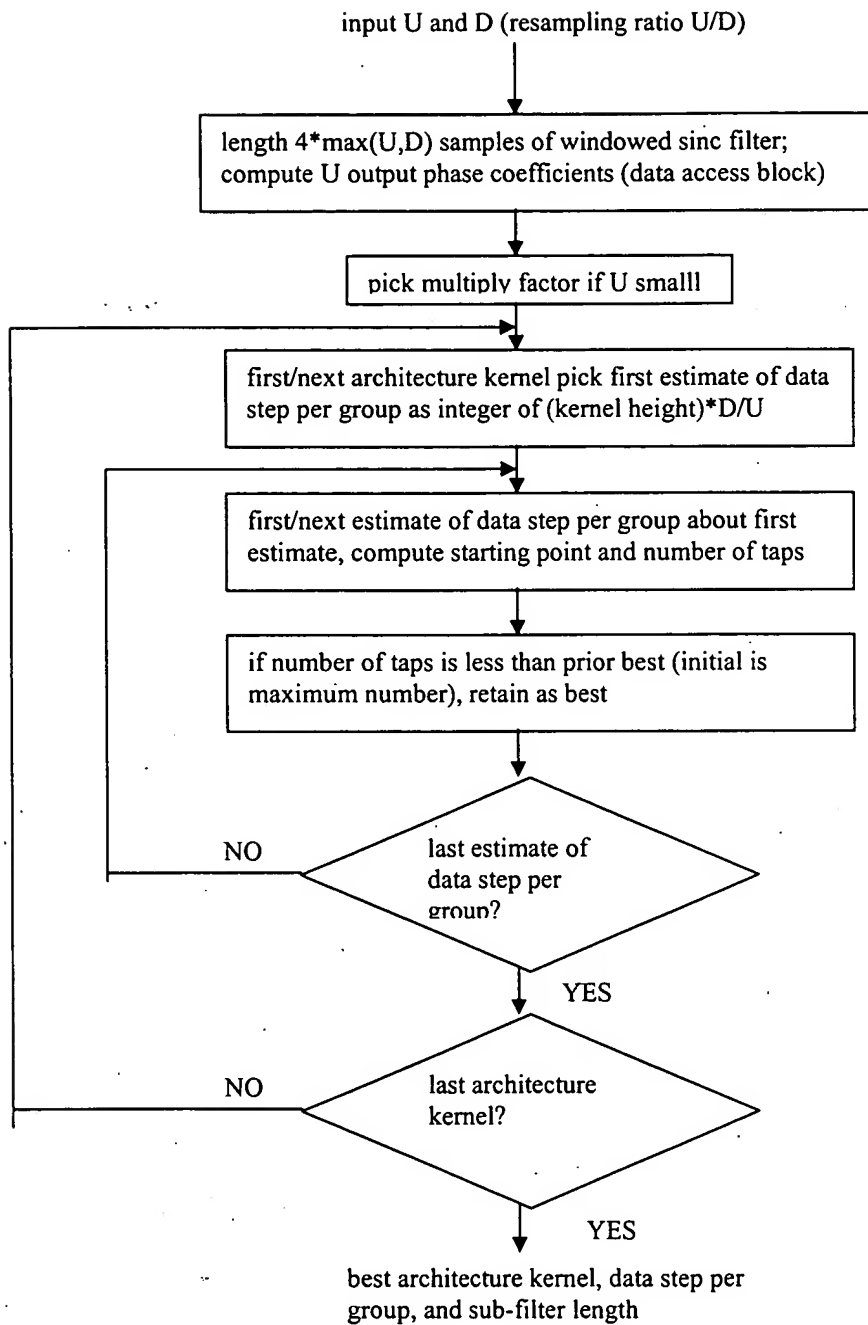 input U and D (resampling ratio U/D)
length 4*max(U,D) samples of windowed sinc filter;
compute U output phase coefficients (data access block)
pick multiply factor if U smalll
first/next architecture kernel pick first estimate of data
step per group as integer of (kernel height)*D/U
first/next estimate of data step per group about first
estimate, compute starting point and number of taps
if number of taps is less than prior best (initial is
maximum number), retain as best
NO
last estimate of
data step per
group?
YES
NO
last architecture
kernel?
YES
best architecture kernel, data step per
group, and sub-filter length